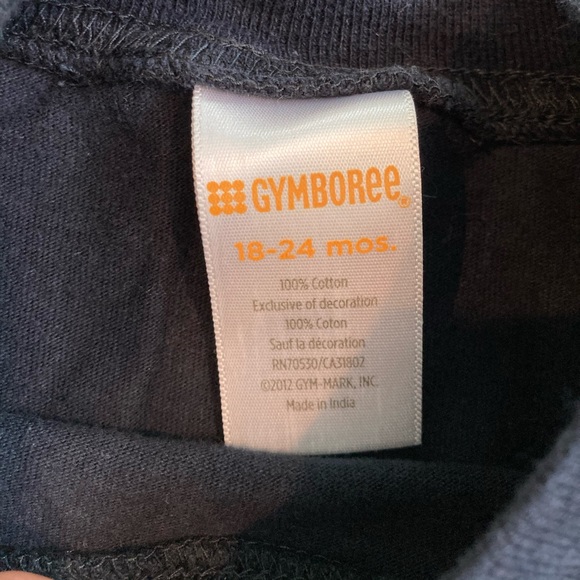 GYMBORee®
18-24 mos.
100% Cotton
Exclusive of decoration
100% Coton
Sauf la décoration
RN70530/CA31802
©2012 GYM-MARK, INC.
Made in India